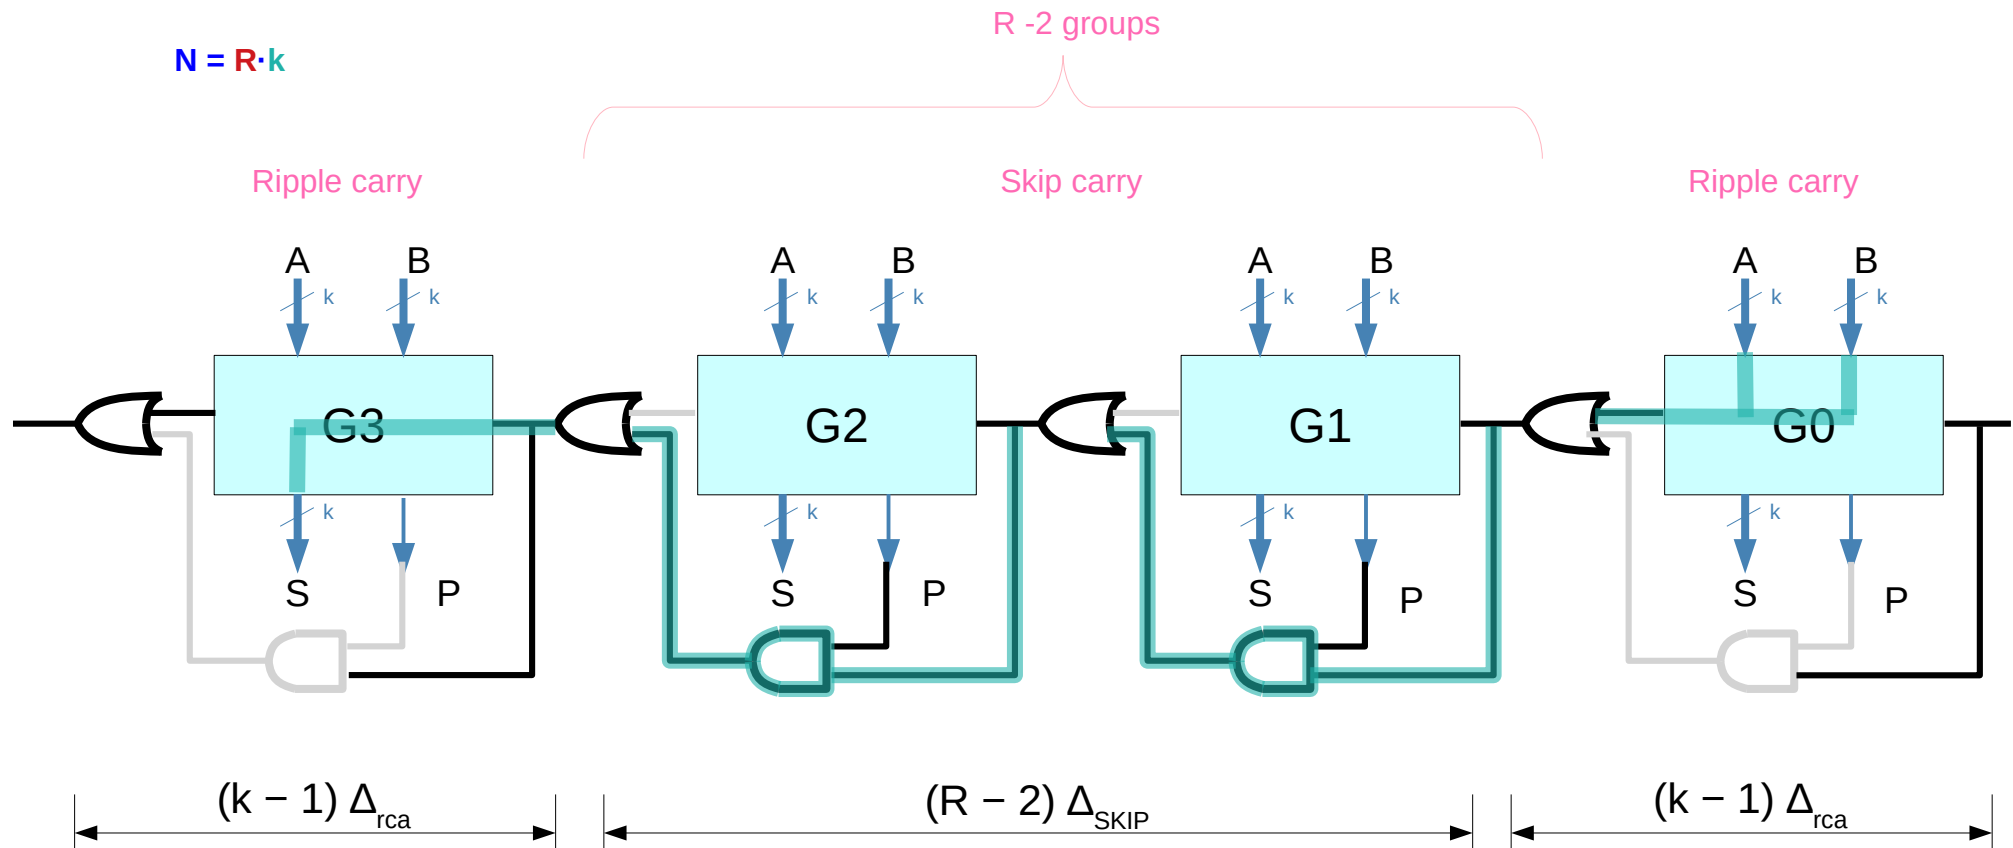 R -2 groups
N = R·k
Ripple carry
Skip carry
Ripple carry
A B A B A B A B
k k k k k k k k
G3 G2 G1 G0
k k k k
S P S P S P S P
(k − 1) Δrca
(R − 2) ΔSKIP
(k − 1) Δrca